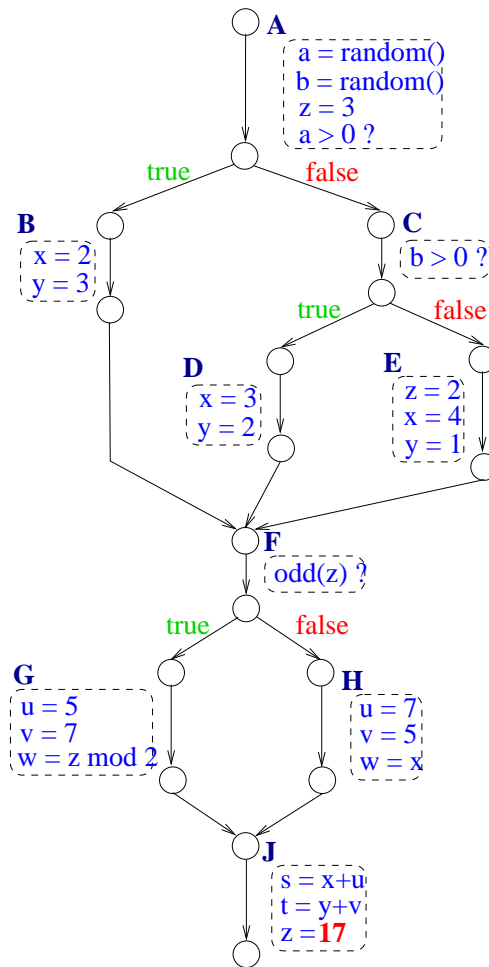 A
a = random()
b = random()
z = 3
a > 0 ?
true
false
B
x = 2
y = 3
C
b > 0 ?
true
false
D
x = 3
y = 2
E
z = 2
x = 4
y = 1
F
odd(z) ?
true
false
G
u = 5
v = 7
w = z mod 2
H
u = 7
v = 5
w = x
J
s = x+u
t = y+v
z = 17